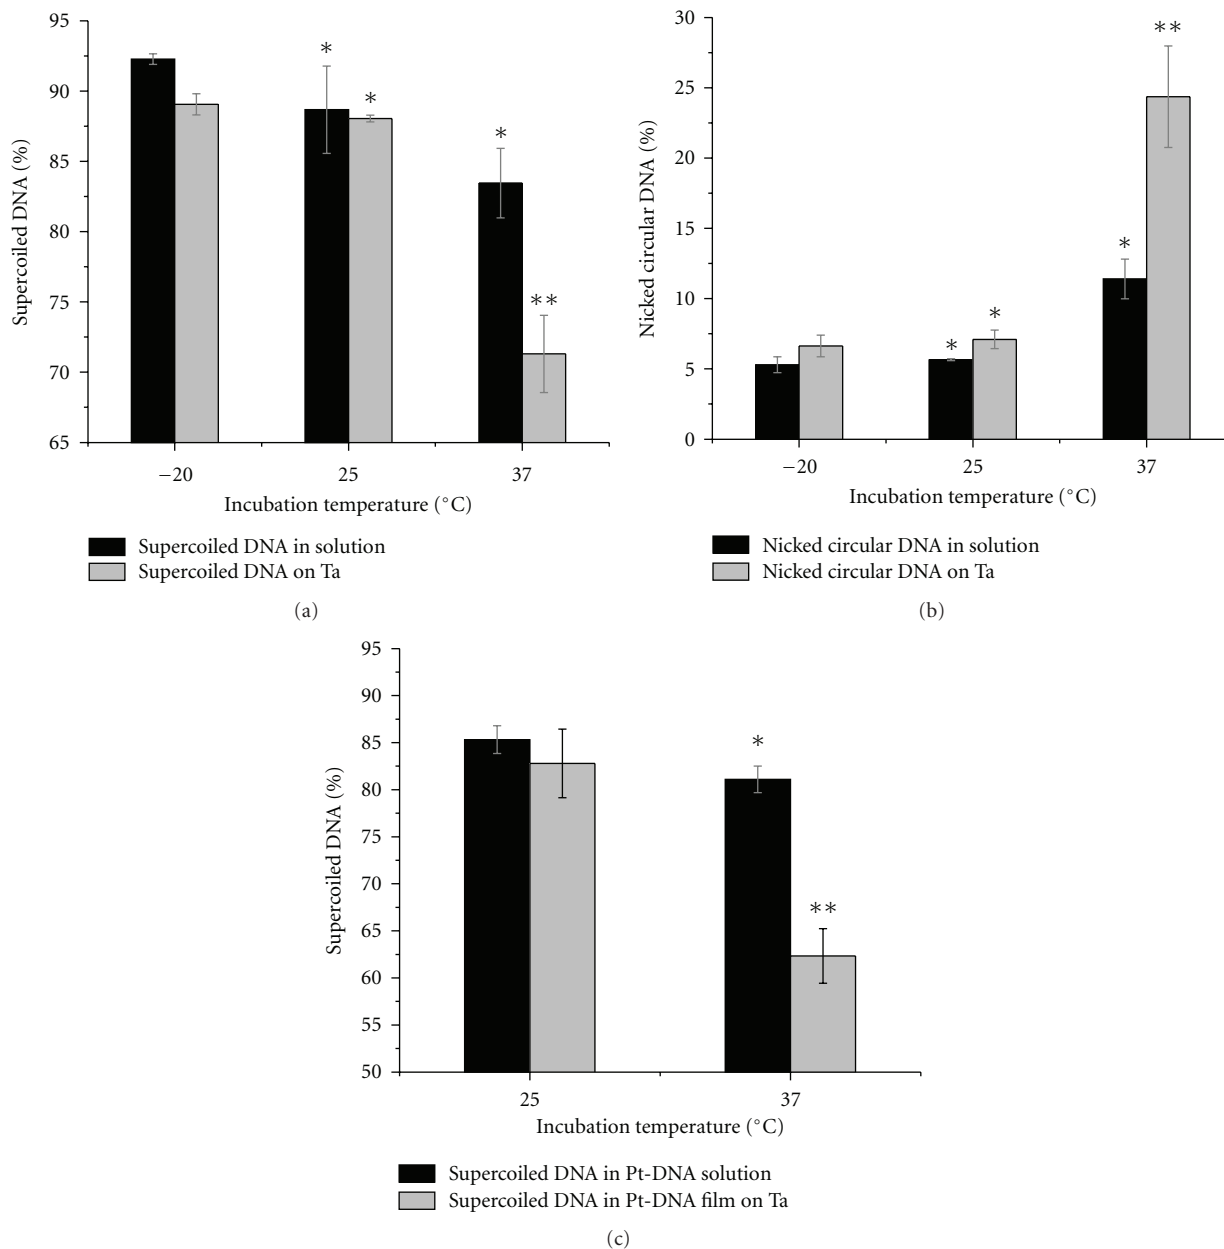 95
90
85
80
75
70
65
Supercoiled DNA (%)
*
*
*
**
−20
25
37
Incubation temperature (°C)
Supercoiled DNA in solution
Supercoiled DNA on Ta
(a)
30
25
20
15
10
5
0
Nicked circular DNA (%)
*
*
*
**
−20
25
37
Incubation temperature (°C)
Nicked circular DNA in solution
Nicked circular DNA on Ta
(b)
95
90
85
80
75
70
65
60
55
50
Supercoiled DNA (%)
*
**
25
37
Incubation temperature (°C)
Supercoiled DNA in Pt-DNA solution
Supercoiled DNA in Pt-DNA film on Ta
(c)